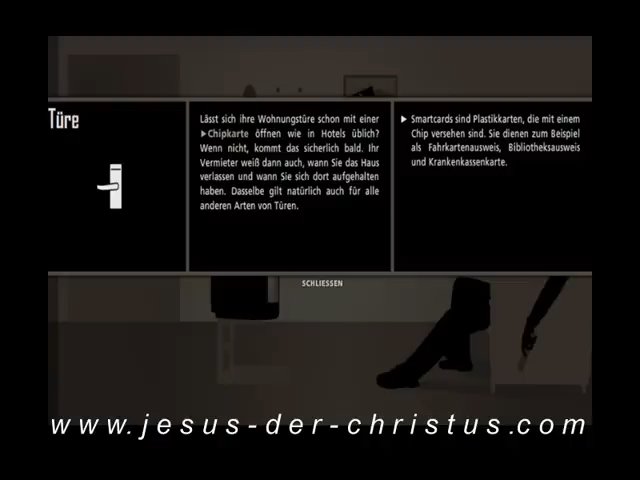 Türe
Lässt sich ihre Wohnungstüre schon mit einer
▶Chipkarte öffnen wie in Hotels üblich?
Wenn nicht, kommt das sicherlich bald. Ihr
Vermieter weiß dann auch, wann Sie das Haus
verlassen und wann Sie sich dort aufgehalten
haben. Dasselbe gilt natürlich auch für alle
anderen Arten von Türen.
▶ Smartcards sind Plastikkarten, die mit einem
Chip versehen sind. Sie dienen zum Beispiel
als Fahrkartenausweis, Bibliotheksausweis
und Krankenkassenkarte.
SCHLIESSEN
www.jesus-der-christus.com